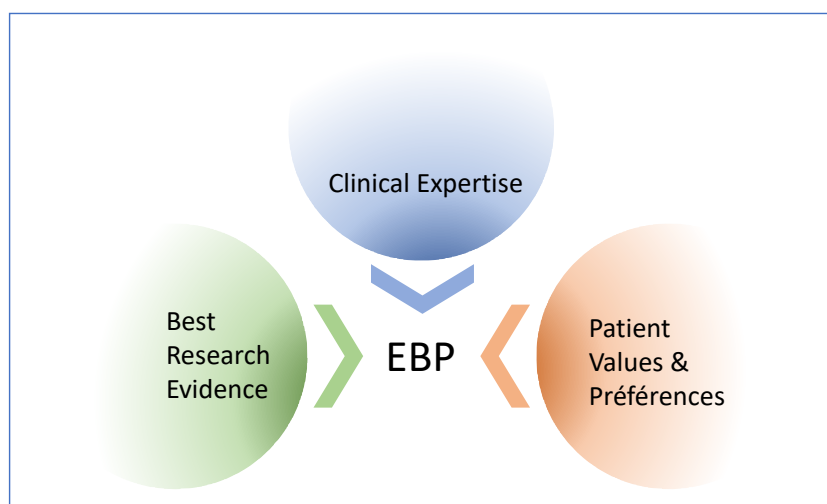 Clinical Expertise
Best
Research
Evidence
EBP
Patient
Values &
Préférences